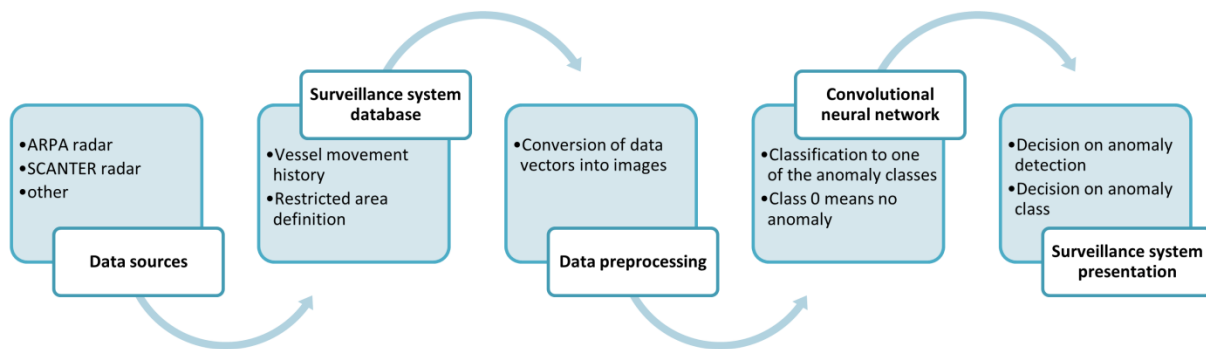 •ARPA radar
•SCANTER radar
•other
Data sources
Surveillance system
database
•Vessel movement
history
•Restricted area
definition
•Conversion of data
vectors into images
Data preprocessing
Convolutional
neural network
•Classification to one
of the anomaly classes
•Class 0 means no
anomaly
•Decision on anomaly
detection
•Decision on anomaly
class
Surveillance system
presentation